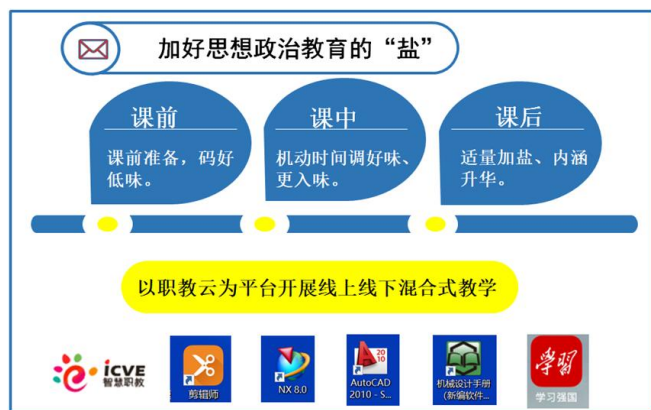 加好思想政治教育的“盐”
课前
课前准备，码好
低味。
课中
机动时间调好味、
更入味。
课后
适量加盐、内涵
升华。
以职教云为平台开展线上线下混合式教学
icve
智慧职教
剪辑师
NX 8.0
A
20
10
AutoCAD
2010 - S...
机械设计手册
(新编软件...
学習
学习强国